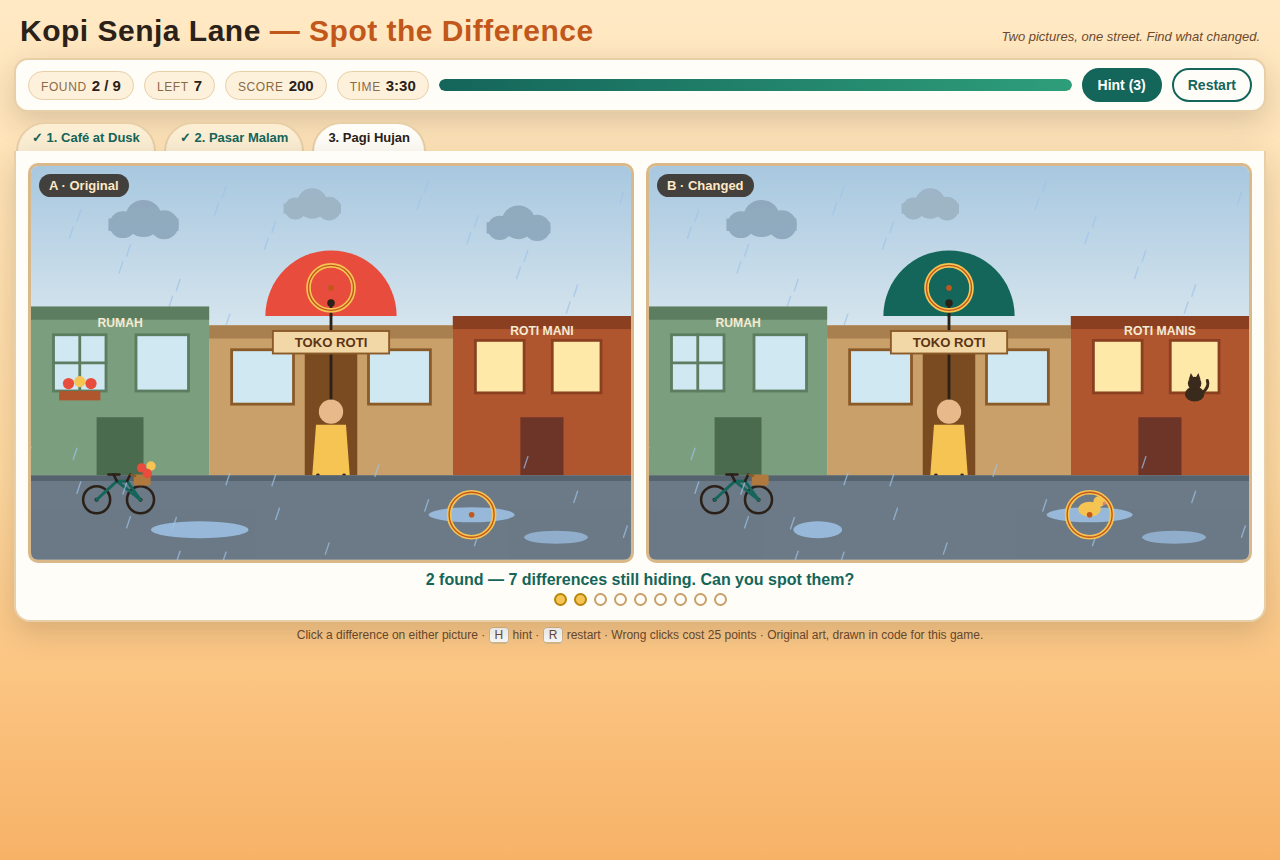 Kopi Senja Lane — Spot the Difference
Two pictures, one street. Find what changed.
FOUND 2 / 9
LEFT 7
SCORE 200
TIME 3:30
Hint (3)
Restart
✓ 1. Café at Dusk
✓ 2. Pasar Malam
3. Pagi Hujan
A · Original
RUMAH
TOKO ROTI
ROTI MANI
B · Changed
RUMAH
TOKO ROTI
ROTI MANIS
2 found — 7 differences still hiding. Can you spot them?
Click a difference on either picture · H hint · R restart · Wrong clicks cost 25 points · Original art, drawn in code for this game.